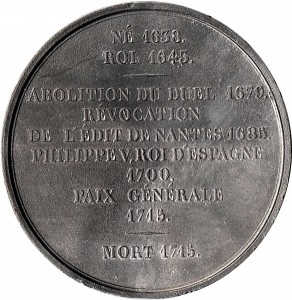 NÉ 1638.
ROI 1643.
ABOLITION DU DUEL 1679.
RÉVOCATION
DE L'ÉDIT DE NANTES 1685.
PHILIPPE V, ROI D'ESPAGNE
1700.
PAIX GÉNÉRALE
1715.
MORT 1715.